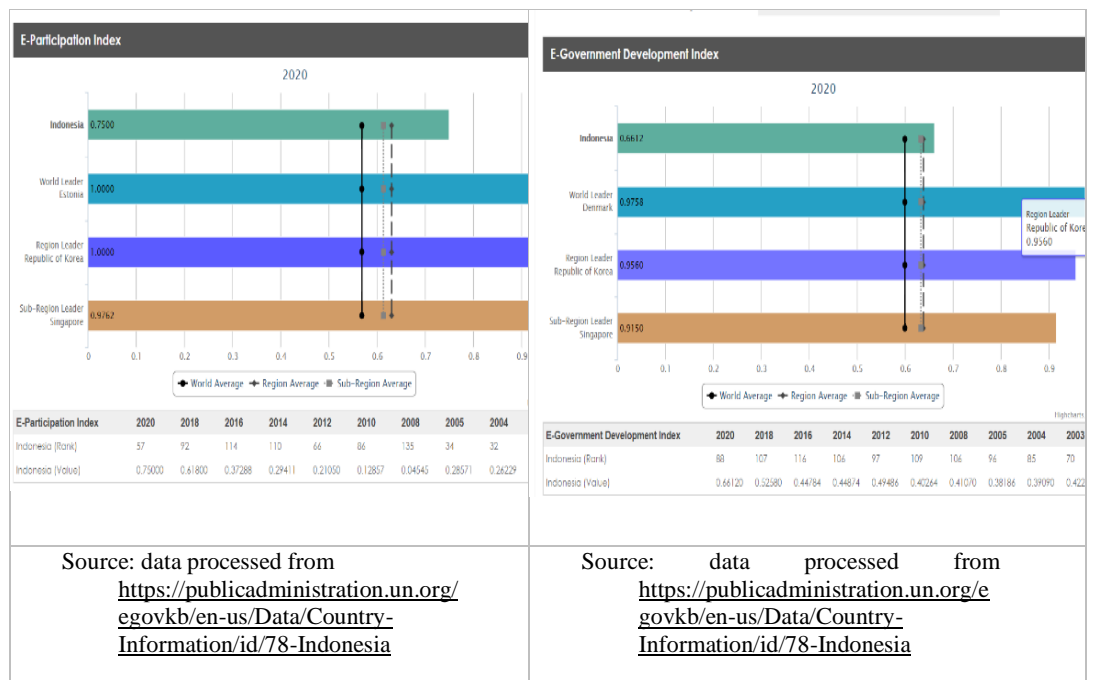 E-Participation Index
2020
Indonesia 0.7500
World Leader
Estonia 1.0000
Region Leader
Republic of Korea 1.0000
Sub-Region Leader
Singapore 0.9762
0 0.1 0.2 0.3 0.4 0.5 0.6 0.7 0.8 0.9
World Average Region Average Sub-Region Average
E-Participation Index 2020 2018 2016 2014 2012 2010 2008 2005 2004
Indonesia (Rank) 57 92 114 110 66 86 135 34 32
Indonesia (Value) 0.75000 0.61800 0.37288 0.29411 0.21050 0.12857 0.04545 0.28571 0.26229
Source: data processed from
https://publicadministration.un.org/
egovkb/en-us/Data/Country-
Information/id/78-Indonesia
E-Government Development Index
2020
Indonesia 0.6612
World Leader
Denmark 0.9758
Region Leader
Republic of Kore
0.9560
Region Leader
Republic of Korea 0.9560
Sub-Region Leader
Singapore 0.9150
0 0.1 0.2 0.3 0.4 0.5 0.6 0.7 0.8 0.9
World Average Region Average Sub-Region Average
Highcharts
E-Government Development Index 2020 2018 2016 2014 2012 2010 2008 2005 2004 2003
Indonesia (Rank) 88 107 116 106 97 109 106 96 85 70
Indonesia (Value) 0.66120 0.52580 0.44784 0.44874 0.49486 0.40264 0.41070 0.38186 0.39090 0.422
Source: data processed from
https://publicadministration.un.org/e
govkb/en-us/Data/Country-
Information/id/78-Indonesia